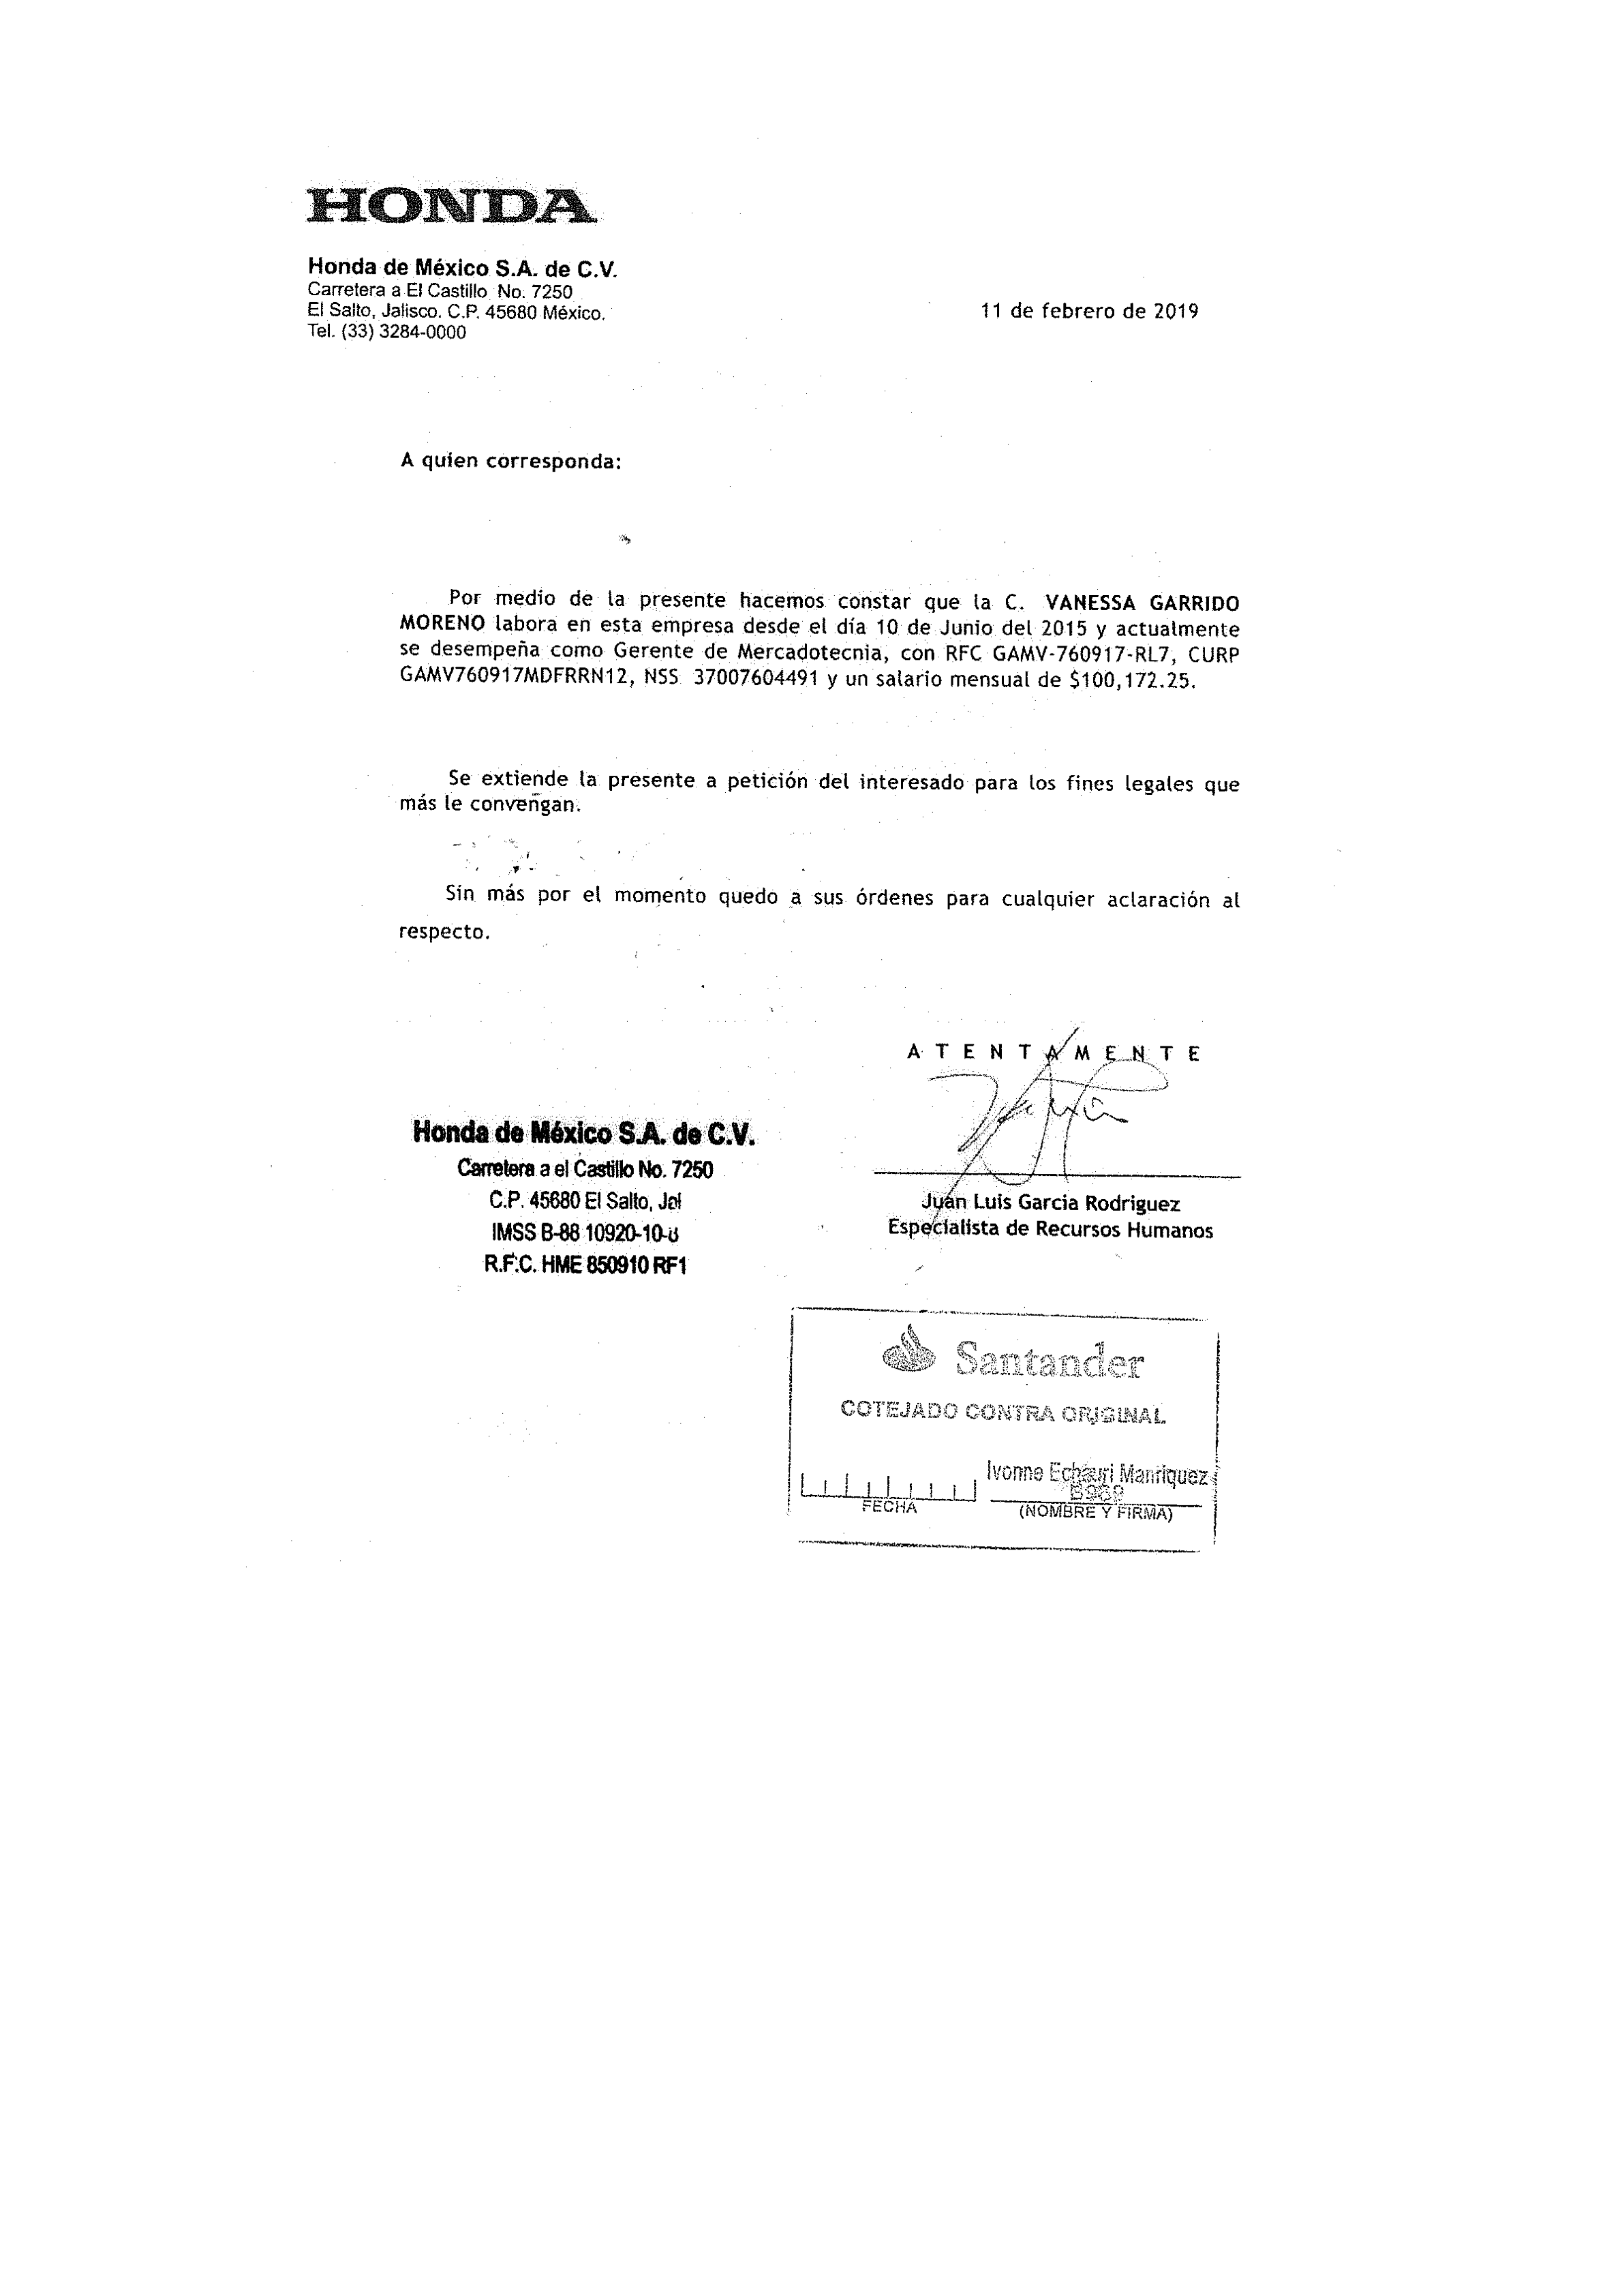 HONDA
Honda de México S.A. de C.V.
Carretera a El Castillo No. 7250
El Salto, Jalisco. C.P. 45680 México.
Tel. (33) 3284-0000
11 de febrero de 2019
A quien corresponda:
Por medio de la presente hacemos constar que la C. VANESSA GARRIDO
MORENO labora en esta empresa desde el día 10 de Junio del 2015 y actualmente
se desempeña como Gerente de Mercadotecnia, con RFC GAMV-760917-RL7, CURP
GAMV760917MDFRRN12, NSS 37007604491 y un salario mensual de $100,172.25.
Se extiende la presente a petición del interesado para los fines legales que
más le convengan.
Sin más por el momento quedo a sus órdenes para cualquier aclaración al
respecto.
A T E N T A M E N T E
Honda de México S.A. de C.V.
Carretera a el Castillo No. 7250
C.P. 45680 El Salto, Jal
IMSS B-88 10920-10-
R.F.C. HME 850910 RF1
Juan Luis Garcia Rodriguez
Especialista de Recursos Humanos
Santander
COTEJADO CONTRA ORIGINAL
Ivonne Echauri Manriquez
FECHA
(NOMBRE Y FIRMA)